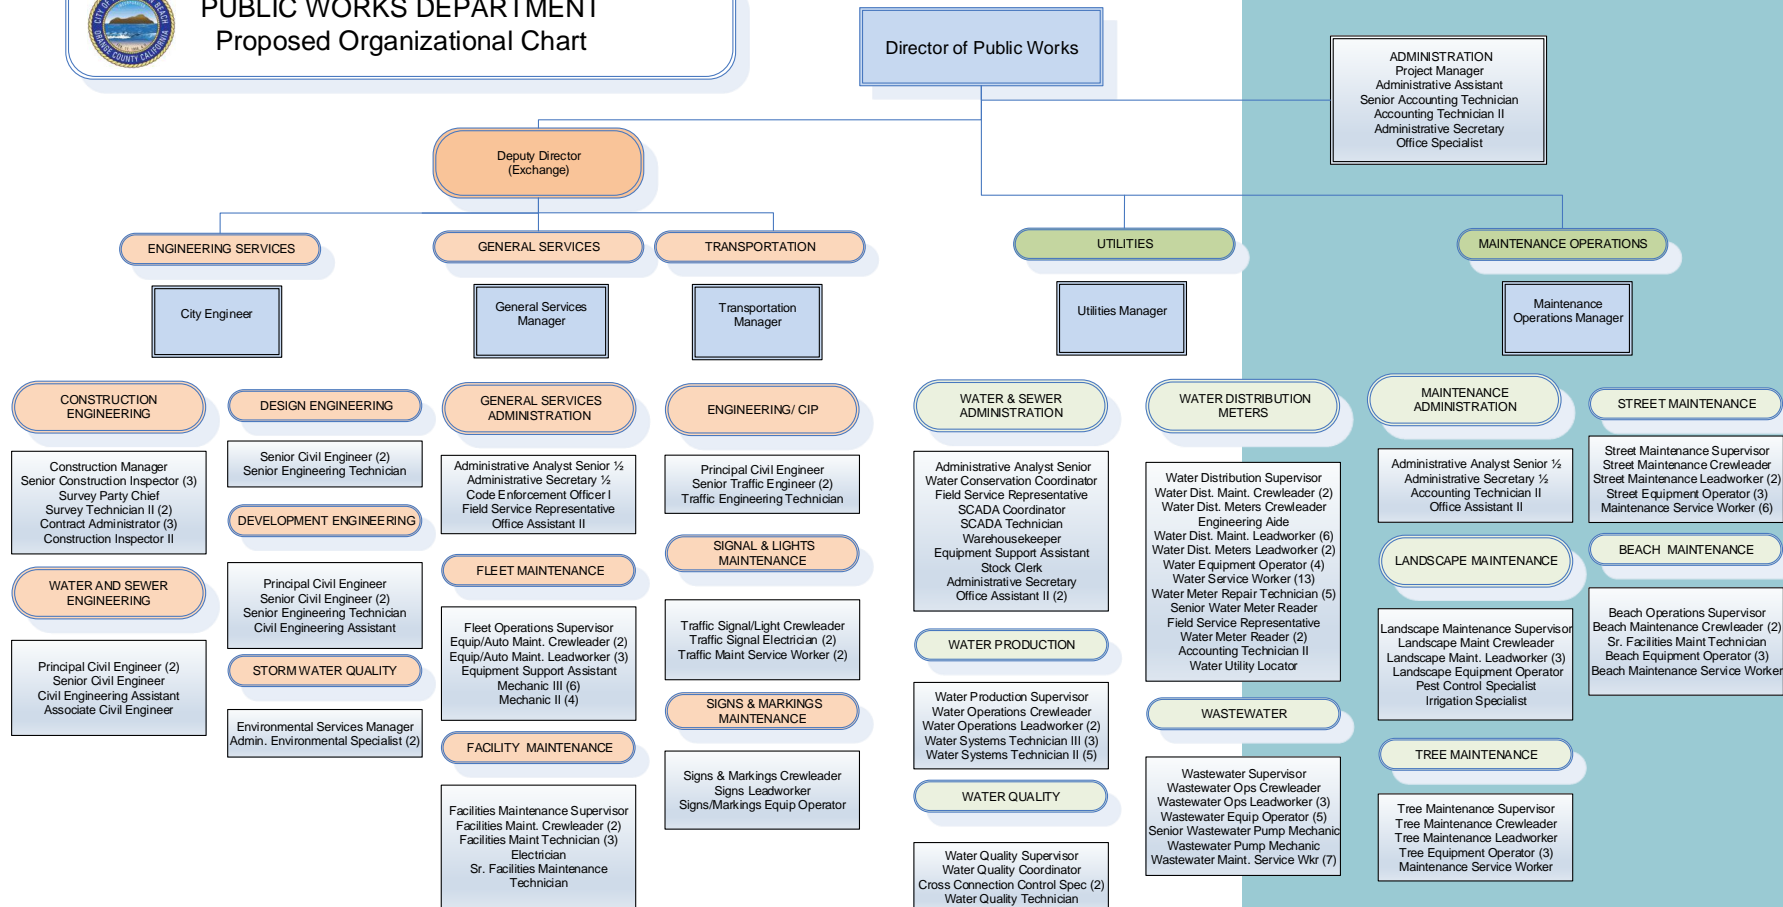 PUBLIC WORKS DEPARTMENT
Proposed Organizational Chart
ORANGE COUNTY CALIFORNIA
Director of Public Works
ADMINISTRATION
Project Manager
Administrative Assistant
Senior Accounting Technician
Accounting Technician II
Administrative Secretary
Office Specialist
Deputy Director
(Exchange)
ENGINEERING SERVICES
GENERAL SERVICES
TRANSPORTATION
UTILITIES
MAINTENANCE OPERATIONS
City Engineer
General Services
Manager
Transportation
Manager
Utilities Manager
Maintenance
Operations Manager
CONSTRUCTION
ENGINEERING
Construction Manager
Senior Construction Inspector (3)
Survey Party Chief
Survey Technician II (2)
Contract Administrator (3)
Construction Inspector II
WATER AND SEWER
ENGINEERING
Principal Civil Engineer (2)
Senior Civil Engineer
Civil Engineering Assistant
Associate Civil Engineer
DESIGN ENGINEERING
Senior Civil Engineer (2)
Senior Engineering Technician
DEVELOPMENT ENGINEERING
Principal Civil Engineer
Senior Civil Engineer (2)
Senior Engineering Technician
Civil Engineering Assistant
STORM WATER QUALITY
Environmental Services Manager
Admin. Environmental Specialist (2)
GENERAL SERVICES
ADMINISTRATION
Administrative Analyst Senior ½
Administrative Secretary ½
Code Enforcement Officer I
Field Service Representative
Office Assistant II
FLEET MAINTENANCE
Fleet Operations Supervisor
Equip/Auto Maint. Crewleader (2)
Equip/Auto Maint. Leadworker (3)
Equipment Support Assistant
Mechanic III (6)
Mechanic II (4)
FACILITY MAINTENANCE
Facilities Maintenance Supervisor
Facilities Maint. Crewleader (2)
Facilities Maint Technician (3)
Electrician
Sr. Facilities Maintenance
Technician
ENGINEERING/ CIP
Principal Civil Engineer
Senior Traffic Engineer (2)
Traffic Engineering Technician
SIGNAL & LIGHTS
MAINTENANCE
Traffic Signal/Light Crewleader
Traffic Signal Electrician (2)
Traffic Maint Service Worker (2)
SIGNS & MARKINGS
MAINTENANCE
Signs & Markings Crewleader
Signs Leadworker
Signs/Markings Equip Operator
WATER & SEWER
ADMINISTRATION
Administrative Analyst Senior
Water Conservation Coordinator
Field Service Representative
SCADA Coordinator
SCADA Technician
Warehousekeeper
Equipment Support Assistant
Stock Clerk
Administrative Secretary
Office Assistant II (2)
WATER PRODUCTION
Water Production Supervisor
Water Operations Crewleader
Water Operations Leadworker (2)
Water Systems Technician III (3)
Water Systems Technician II (5)
WATER QUALITY
Water Quality Supervisor
Water Quality Coordinator
Cross Connection Control Spec (2)
Water Quality Technician
WATER DISTRIBUTION
METERS
Water Distribution Supervisor
Water Dist. Maint. Crewleader (2)
Water Dist. Meters Crewleader
Engineering Aide
Water Dist. Maint. Leadworker (6)
Water Dist. Meters Leadworker (2)
Water Equipment Operator (4)
Water Service Worker (13)
Water Meter Repair Technician (5)
Senior Water Meter Reader
Field Service Representative
Water Meter Reader (2)
Accounting Technician II
Water Utility Locator
WASTEWATER
Wastewater Supervisor
Wastewater Ops Crewleader
Wastewater Ops Leadworker (3)
Wastewater Equip Operator (5)
Senior Wastewater Pump Mechanic
Wastewater Pump Mechanic
Wastewater Maint. Service Wkr (7)
MAINTENANCE
ADMINISTRATION
Administrative Analyst Senior ½
Administrative Secretary ½
Accounting Technician II
Office Assistant II
LANDSCAPE MAINTENANCE
Landscape Maintenance Supervisor
Landscape Maint Crewleader
Landscape Maint. Leadworker (3)
Landscape Equipment Operator
Pest Control Specialist
Irrigation Specialist
TREE MAINTENANCE
Tree Maintenance Supervisor
Tree Maintenance Crewleader
Tree Maintenance Leadworker
Tree Equipment Operator (3)
Maintenance Service Worker
STREET MAINTENANCE
Street Maintenance Supervisor
Street Maintenance Crewleader
Street Maintenance Leadworker (2)
Street Equipment Operator (3)
Maintenance Service Worker (6)
BEACH MAINTENANCE
Beach Operations Supervisor
Beach Maintenance Crewleader (2)
Sr. Facilities Maint Technician
Beach Equipment Operator (3)
Beach Maintenance Service Worker